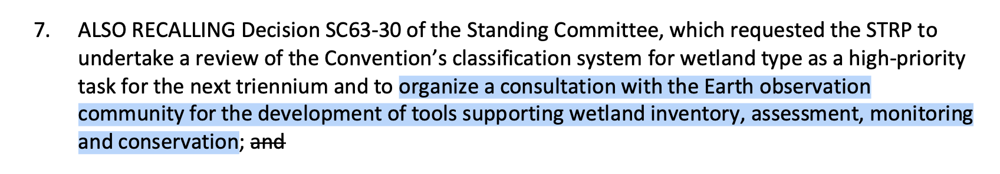 7. ALSO RECALLING Decision SC63-30 of the Standing Committee, which requested the STRP to
undertake a review of the Convention’s classification system for wetland type as a high-priority
task for the next triennium and to organize a consultation with the Earth observation
community for the development of tools supporting wetland inventory, assessment, monitoring
and conservation; and